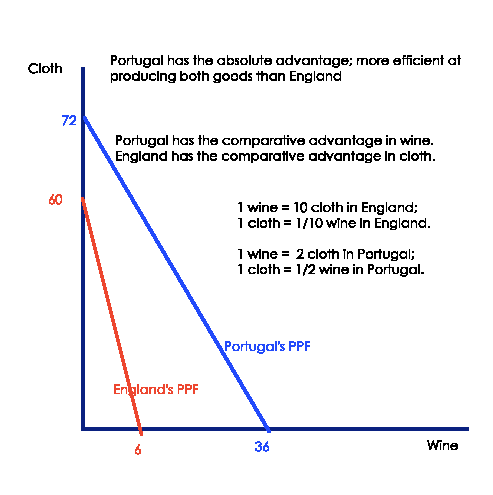 Portugal has the absolute advantage; more efficient at
producing both goods than England
Cloth
72
Portugal has the comparative advantage in wine.
England has the comparative advantage in cloth.
60
1 wine = 10 cloth in England;
1 cloth = 1/10 wine in England.
1 wine = 2 cloth in Portugal;
1 cloth = 1/2 wine in Portugal.
Portugal's PPF
England's PPF
6
36
Wine